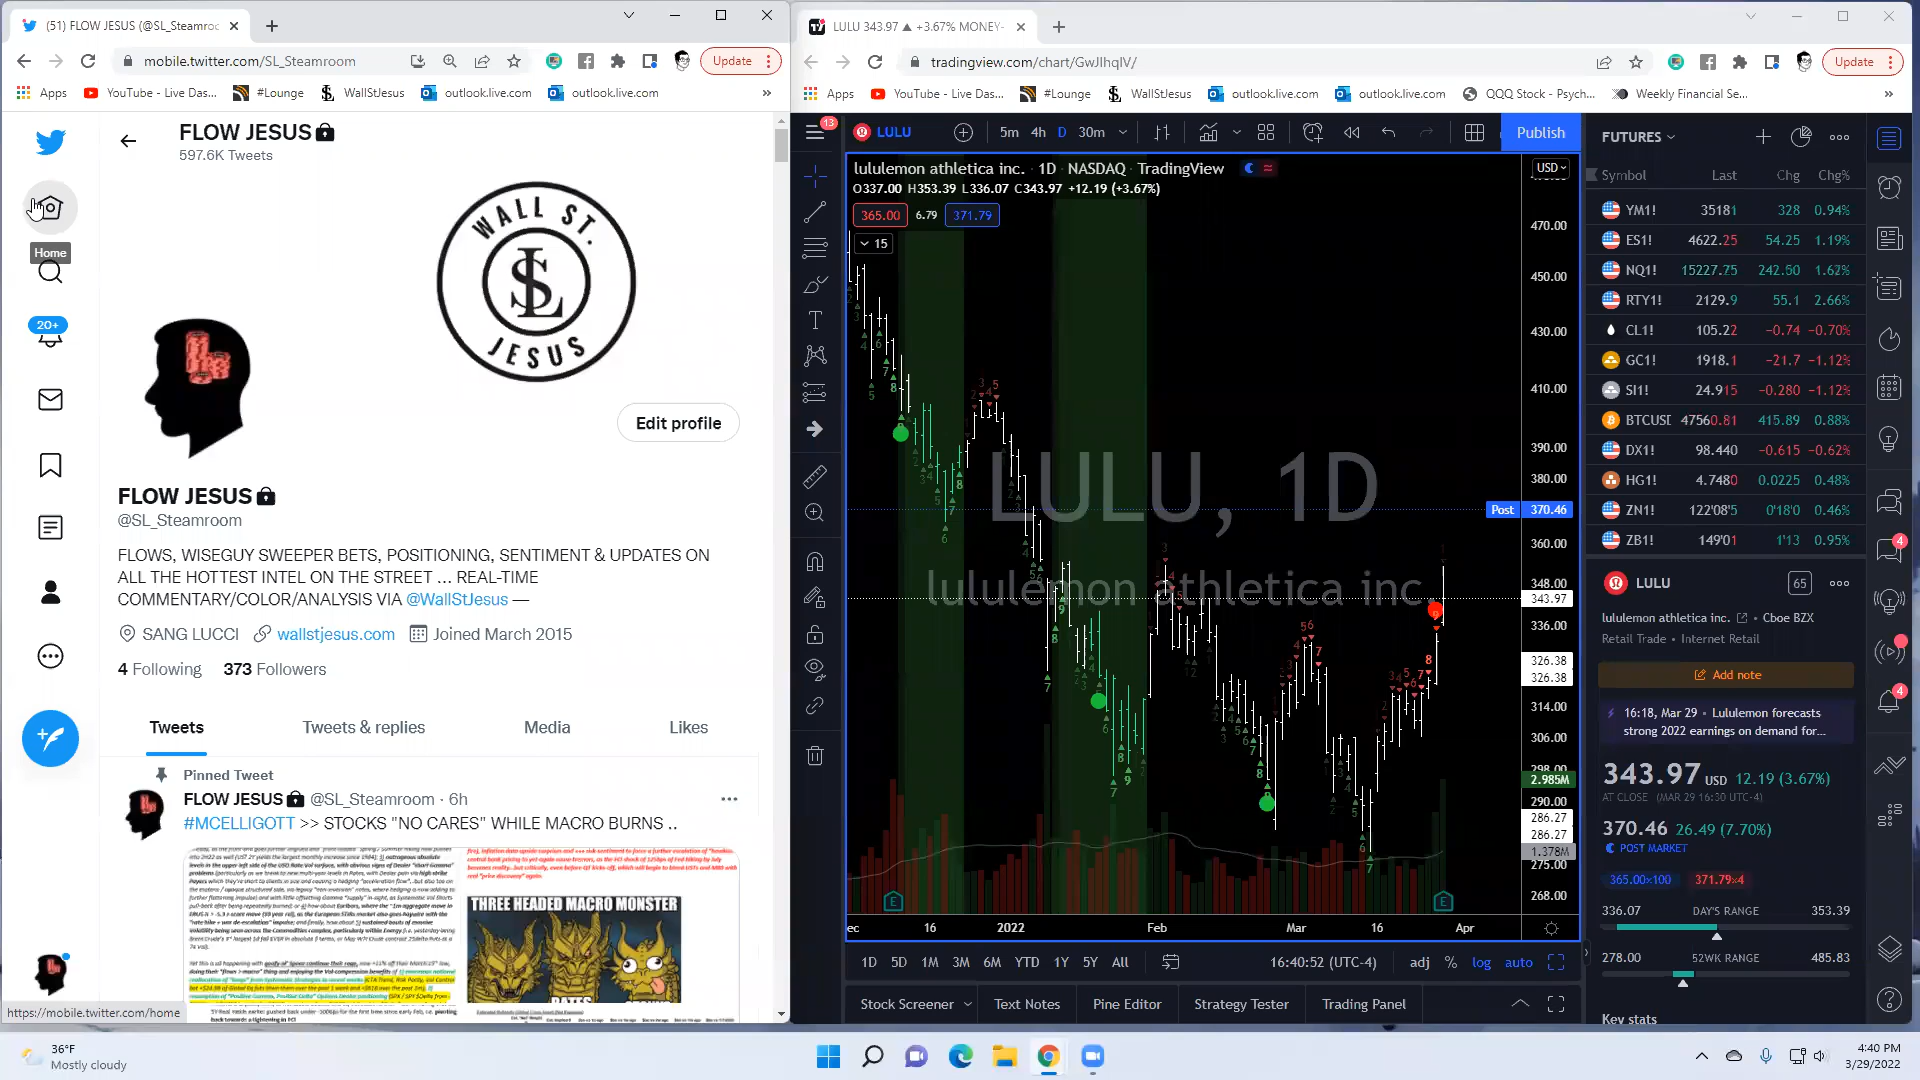 (51) FLOW JESUS (@SL_Steamroo
mobile.twitter.com/SL_Steamroom
Update
Apps
YouTube - Live Das...
#Lounge
WallStJesus
outlook.live.com
outlook.live.com
»
FLOW JESUS
597.6K Tweets
WALL ST.
JESUS
Home
20+
Edit profile
FLOW JESUS
@SL_Steamroom
FLOWS, WISEGUY SWEEPER BETS, POSITIONING, SENTIMENT & UPDATES ON
ALL THE HOTTEST INTEL ON THE STREET ... REAL-TIME
COMMENTARY/COLOR/ANALYSIS VIA @WallStJesus —
SANG LUCCI wallstjesus.com Joined March 2015
4 Following 373 Followers
Tweets
Tweets & replies
Media
Likes
Pinned Tweet
FLOW JESUS @SL_Steamroom · 6h
#MCELLIGOTT >> STOCKS "NO CARES" WHILE MACRO BURNS ..
THREE HEADED MACRO MONSTER
RATES
https://mobile.twitter.com/home
LULU 343.97 ▲ +3.67% MONEY-
tradingview.com/chart/GwJlhqlV/
Update
Apps
YouTube - Live Das...
#Lounge
WallStJesus
outlook.live.com
outlook.live.com
QQQ Stock - Psych...
Weekly Financial Se...
»
13
LULU
5m 4h D 30m
Publish
lululemon athletica inc. · 1D · NASDAQ · TradingView
O337.00 H353.39 L336.07 C343.97 +12.19 (+3.67%)
365.00 6.79 371.79
15
LULU, 1D
lululemon athletica inc.
USD
470.00
450.00
430.00
410.00
390.00
380.00
Post 370.46
360.00
348.00
343.97
336.00
326.38
326.38
314.00
306.00
298.00
2.985M
290.00
286.27
286.27
1.378M
275.00
268.00
ec 16 2022 Feb Mar 16 Apr
1D 5D 1M 3M 6M YTD 1Y 5Y All
16:40:52 (UTC-4)
adj % log auto
Stock Screener
Text Notes
Pine Editor
Strategy Tester
Trading Panel
FUTURES
Symbol Last Chg Chg%
YM1! 35181 328 0.94%
ES1! 4622.25 54.25 1.19%
NQ1! 15227.75 242.50 1.62%
RTY1! 2129.9 55.1 2.66%
CL1! 105.22 −0.74 −0.70%
GC1! 1918.1 −21.7 −1.12%
SI1! 24.915 −0.280 −1.12%
BTCUSD 47560.81 415.89 0.88%
DX1! 98.440 −0.615 −0.62%
HG1! 4.7480 0.0225 0.48%
ZN1! 122'08'5 0'18'0 0.46%
ZB1! 149'01 1'13 0.95%
LULU
65
lululemon athletica inc. • Cboe BZX
Retail Trade • Internet Retail
Add note
16:18, Mar 29 • Lululemon forecasts
strong 2022 earnings on demand for...
343.97 USD 12.19 (3.67%)
AT CLOSE (MAR 29 16:30 UTC-4)
370.46 26.49 (7.70%)
POST MARKET
365.00×100 371.79×4
336.07 DAY'S RANGE 353.39
278.00 52WK RANGE 485.83
Key stats
4
4
36°F
Mostly cloudy
4:40 PM
3/29/2022